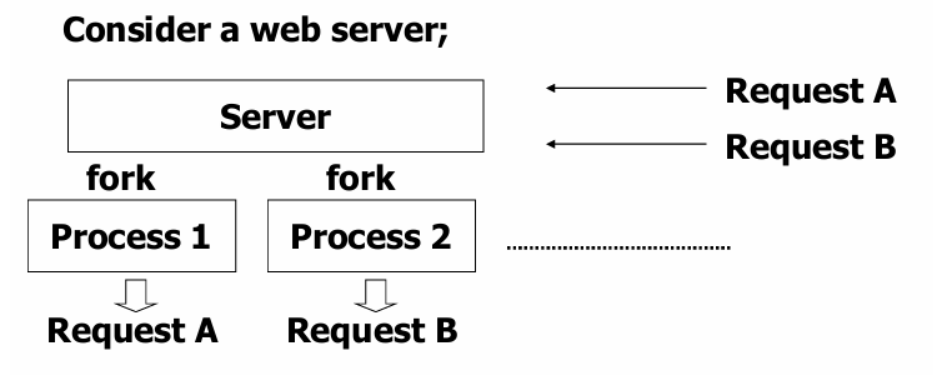 Consider a web server;
Server
Request A
Request B
fork
fork
Process 1
Process 2
Request A
Request B